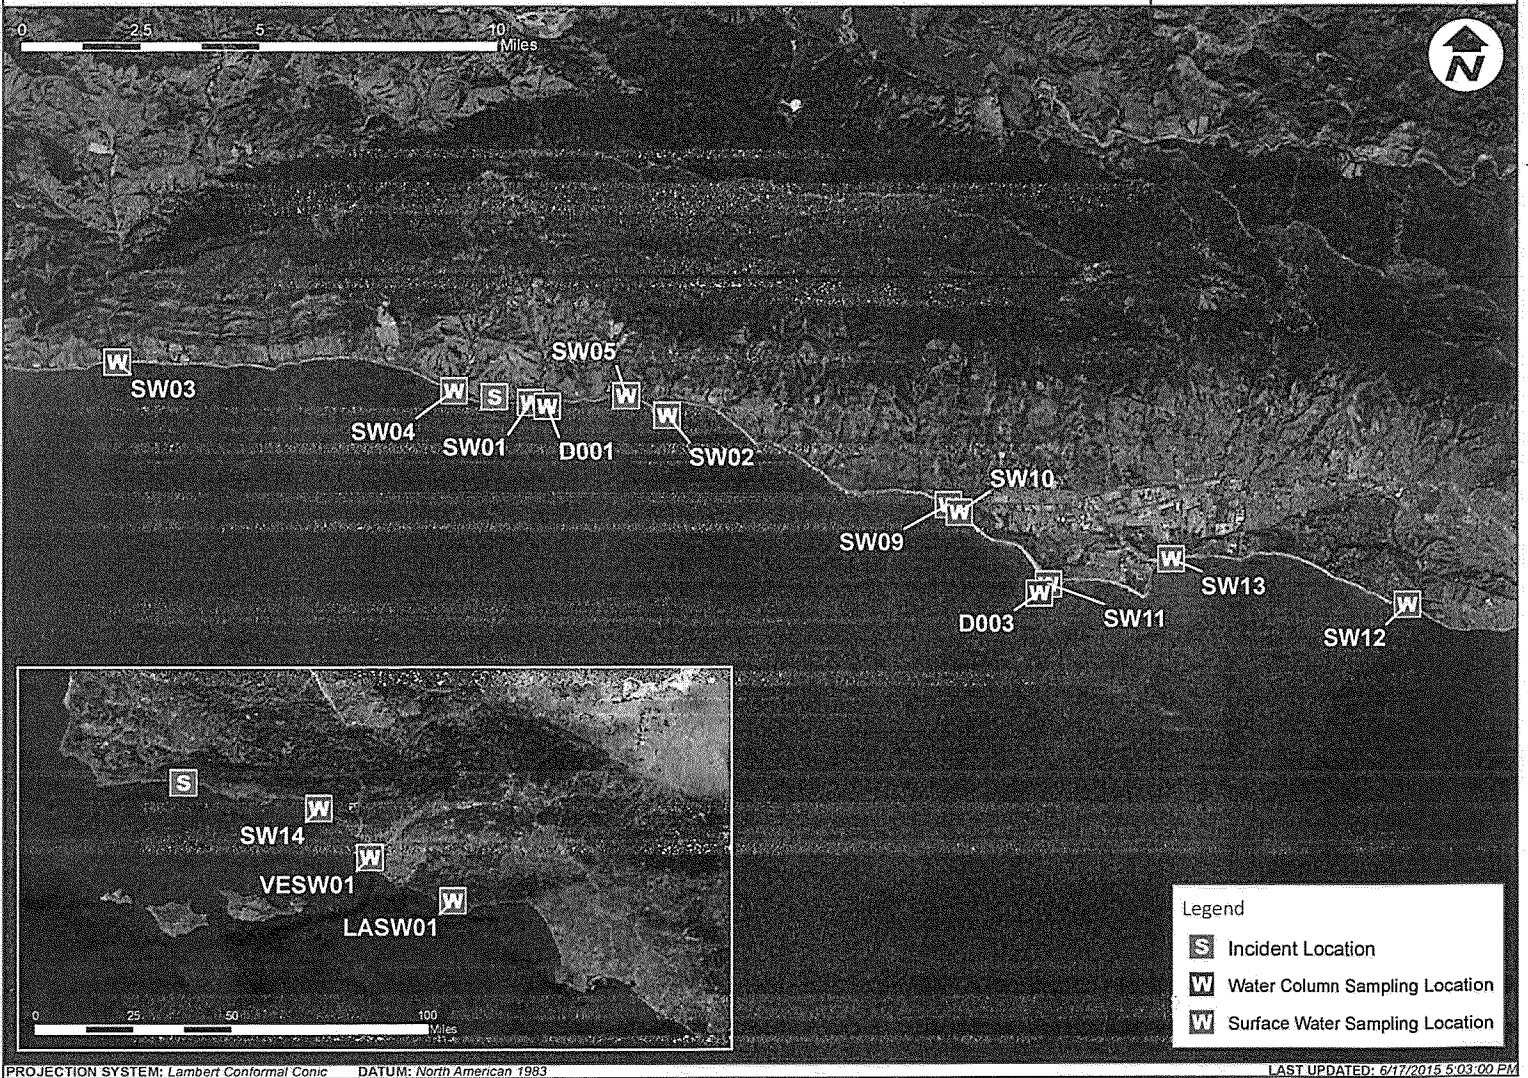 0 2.5 5 10
Miles
N
W
SW03
SW05
W S W W W W
SW04
SW01
D001
SW02
SW10
W W
SW09
W
SW13
W W
D003
SW11
W
SW12
S
W
SW14
W
VESW01
W
LASW01
0 25 50 100
Miles
Legend
S Incident Location
W Water Column Sampling Location
W Surface Water Sampling Location
PROJECTION SYSTEM: Lambert Conformal Conic DATUM: North American 1983 LAST UPDATED: 6/17/2015 5:03:00 PM